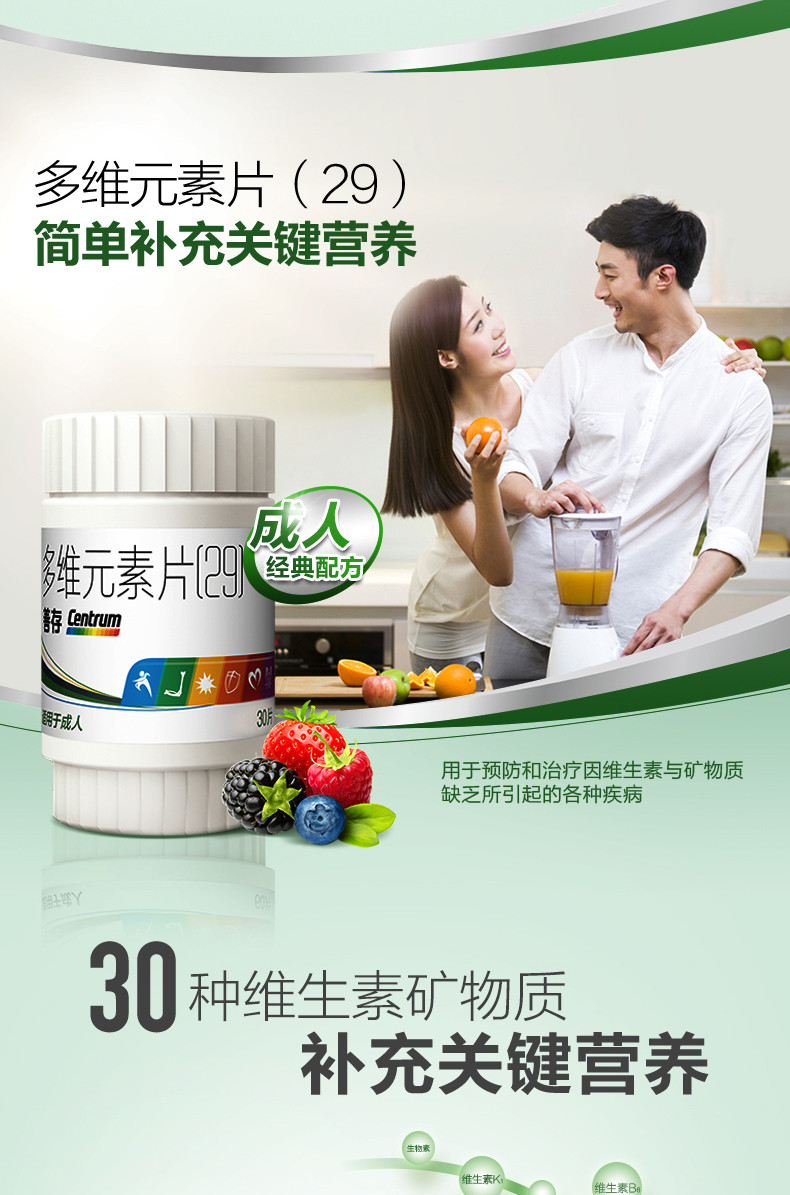 多维元素片（29）
简单补充关键营养
成人
经典配方
多维元素片(29)
善存 Centrum
适用于成人
30片
用于预防和治疗因维生素与矿物质
缺乏所引起的各种疾病
30种维生素矿物质
补充关键营养
生物素
维生素K₁
维生素B₆